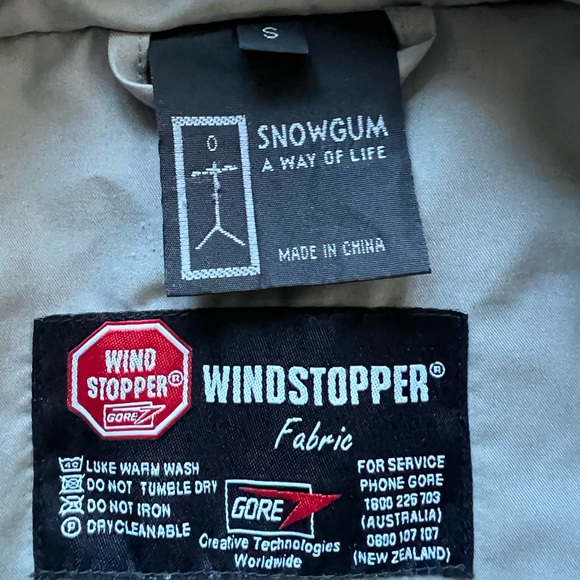 S
SNOWGUM
A WAY OF LIFE
MADE IN CHINA
WIND
STOPPER®
GORE
WINDSTOPPER®
Fabric
LUKE WARM WASH
DO NOT TUMBLE DRY
DO NOT IRON
DRYCLEANABLE
GORE
Creative Technologies
Worldwide
FOR SERVICE
PHONE GORE
1800 226 703
(AUSTRALIA)
0800 107 107
(NEW ZEALAND)